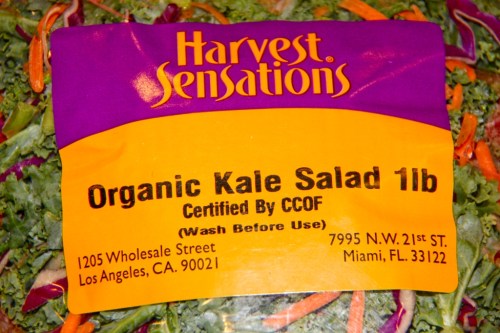 Harvest
Sensations
Organic Kale Salad 1lb
Certified By CCOF
(Wash Before Use)
1205 Wholesale Street
Los Angeles, CA. 90021
7995 N.W. 21st ST.
Miami, FL. 33122